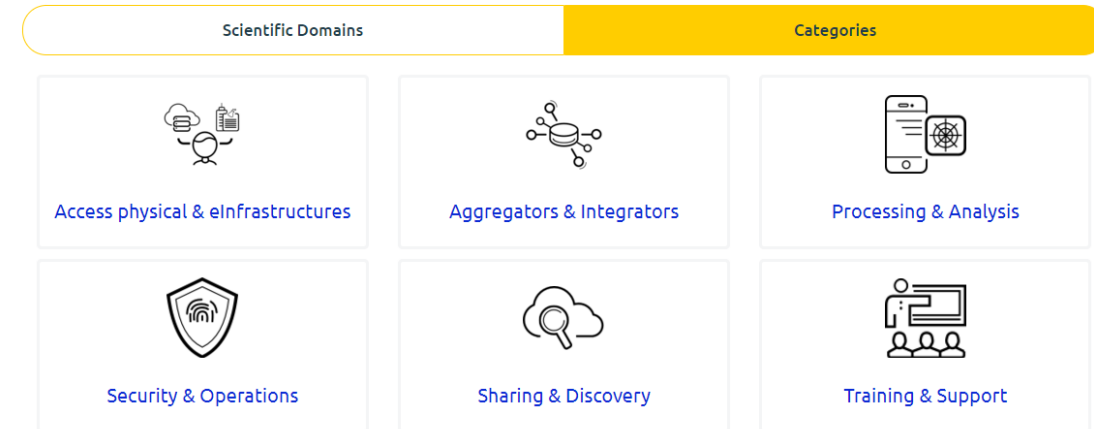 Scientific Domains
Categories
Access physical & eInfrastructures
Aggregators & Integrators
Processing & Analysis
Security & Operations
Sharing & Discovery
Training & Support